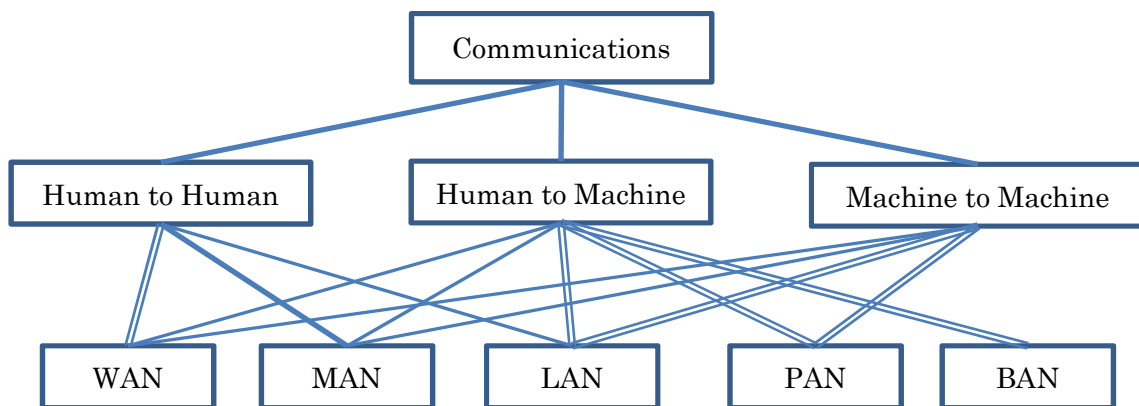 Communications
Human to Human
Human to Machine
Machine to Machine
WAN
MAN
LAN
PAN
BAN